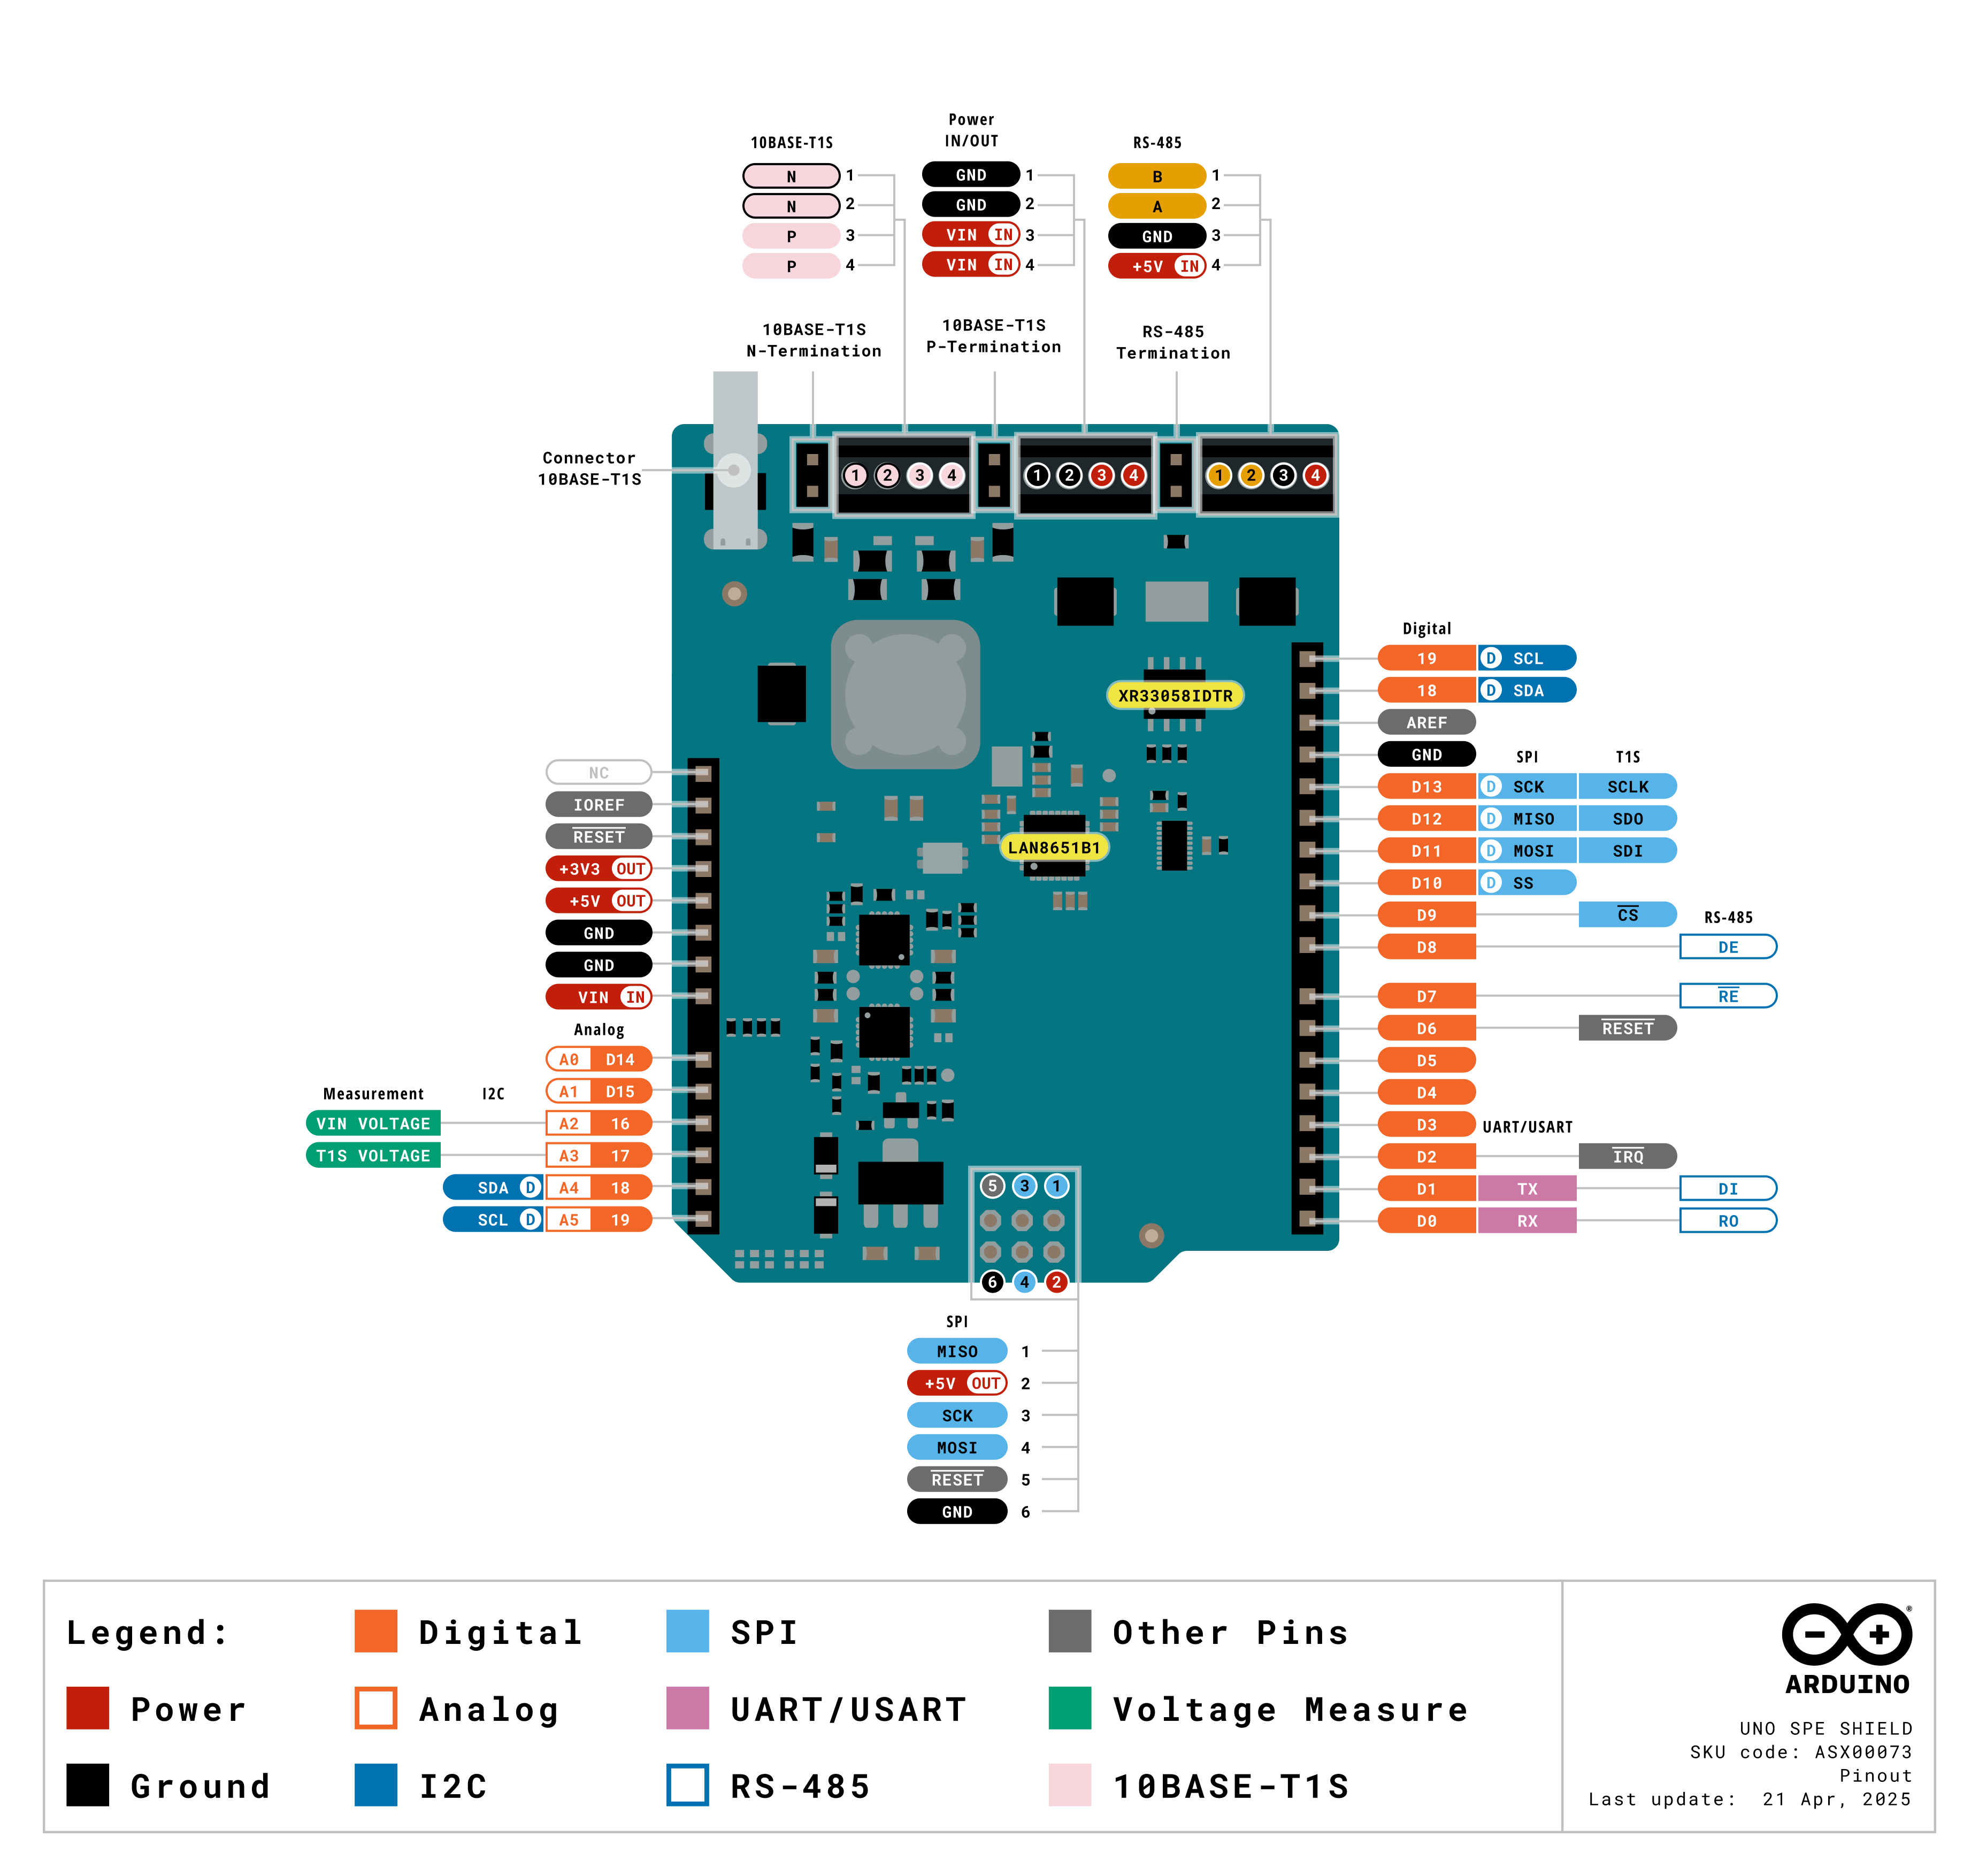 10BASE-T1S
N 1
N 2
P 3
P 4
Power
IN/OUT
GND 1
GND 2
VIN IN 3
VIN IN 4
RS-485
B 1
A 2
GND 3
+5V IN 4
10BASE-T1S
N-Termination
10BASE-T1S
P-Termination
RS-485
Termination
Connector
10BASE-T1S
1 2 3 4
1 2 3 4
1 2 3 4
XR33058IDTR
LAN8651B1
NC
IOREF
RESET
+3V3 OUT
+5V OUT
GND
GND
VIN IN
Analog
A0 D14
A1 D15
Measurement I2C
VIN VOLTAGE A2 16
T1S VOLTAGE A3 17
SDA D A4 18
SCL D A5 19
Digital
19 D SCL
18 D SDA
AREF
GND SPI T1S
D13 D SCK SCLK
D12 D MISO SDO
D11 D MOSI SDI
D10 D SS
D9 CS RS-485
D8 DE
D7 RE
D6 RESET
D5
D4
D3 UART/USART
D2 IRQ
D1 TX DI
D0 RX RO
5 3 1
6 4 2
SPI
MISO 1
+5V OUT 2
SCK 3
MOSI 4
RESET 5
GND 6
Legend:
Power
Ground
Digital
Analog
I2C
SPI
UART/USART
RS-485
Other Pins
Voltage Measure
10BASE-T1S
®
ARDUINO
UNO SPE SHIELD
SKU code: ASX00073
Pinout
Last update: 21 Apr, 2025